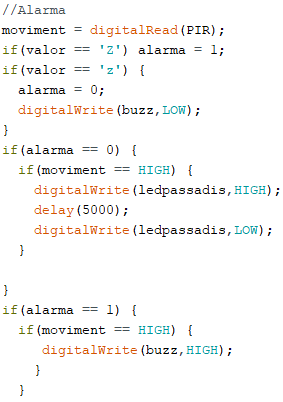 //Alarma
moviment = digitalRead(PIR);
if(valor == 'Z') alarma = 1;
if(valor == 'z') {
  alarma = 0;
  digitalWrite(buzz,LOW);
}
if(alarma == 0) {
  if(moviment == HIGH) {
    digitalWrite(ledpassadis,HIGH);
    delay(5000);
    digitalWrite(ledpassadis,LOW);
  }

}
if(alarma == 1) {
  if(moviment == HIGH) {
     digitalWrite(buzz,HIGH);
    }
  }